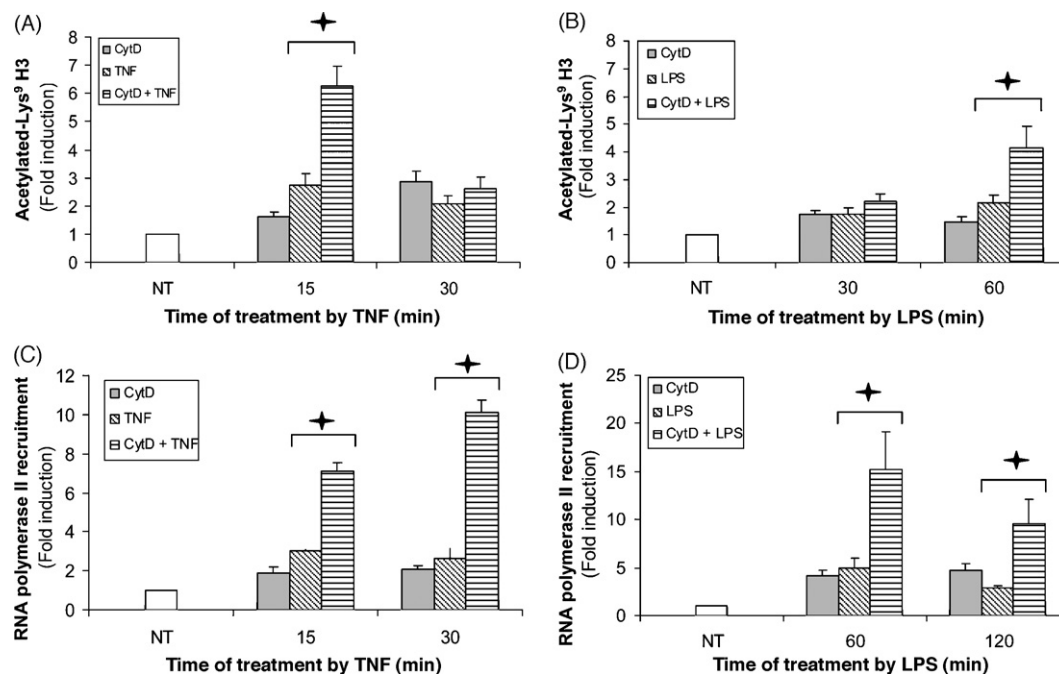 (A)
Acetylated-Lys⁹ H3
(Fold induction)
8
7
6
5
4
3
2
1
0
CytD
TNF
CytD + TNF
NT
15
30
Time of treatment by TNF (min)
(B)
Acetylated-Lys⁹ H3
(Fold induction)
8
7
6
5
4
3
2
1
0
CytD
LPS
CytD + LPS
NT
30
60
Time of treatment by LPS (min)
(C)
RNA polymerase II recruitment
(Fold induction)
12
10
8
6
4
2
0
CytD
TNF
CytD + TNF
NT
15
30
Time of treatment by TNF (min)
(D)
RNA polymerase II recruitment
(Fold induction)
25
20
15
10
5
0
CytD
LPS
CytD + LPS
NT
60
120
Time of treatment by LPS (min)